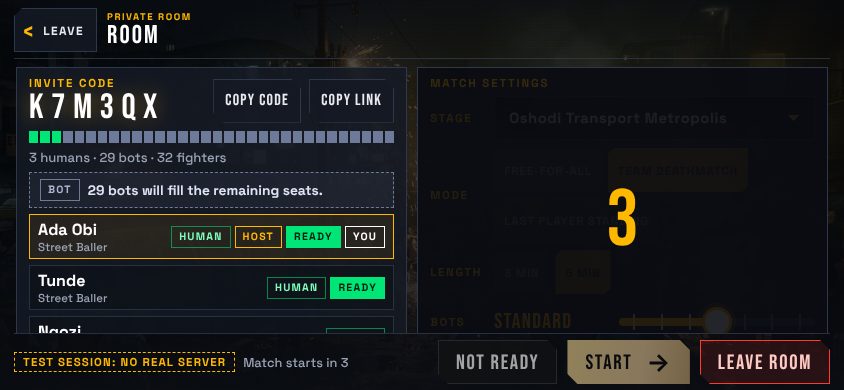 < LEAVE
PRIVATE ROOM
ROOM
INVITE CODE
K7M3QX
COPY CODE
COPY LINK
3 humans · 29 bots · 32 fighters
BOT 29 bots will fill the remaining seats.
Ada Obi
Street Baller
HUMAN HOST READY YOU
Tunde
Street Baller
HUMAN READY
Ngozi
MATCH SETTINGS
STAGE Oshodi Transport Metropolis
MODE FREE-FOR-ALL TEAM DEATHMATCH
LAST PLAYER STANDING
3
LENGTH 3 MIN 5 MIN
BOTS STANDARD
TEST SESSION: NO REAL SERVER
Match starts in 3
NOT READY
START →
LEAVE ROOM